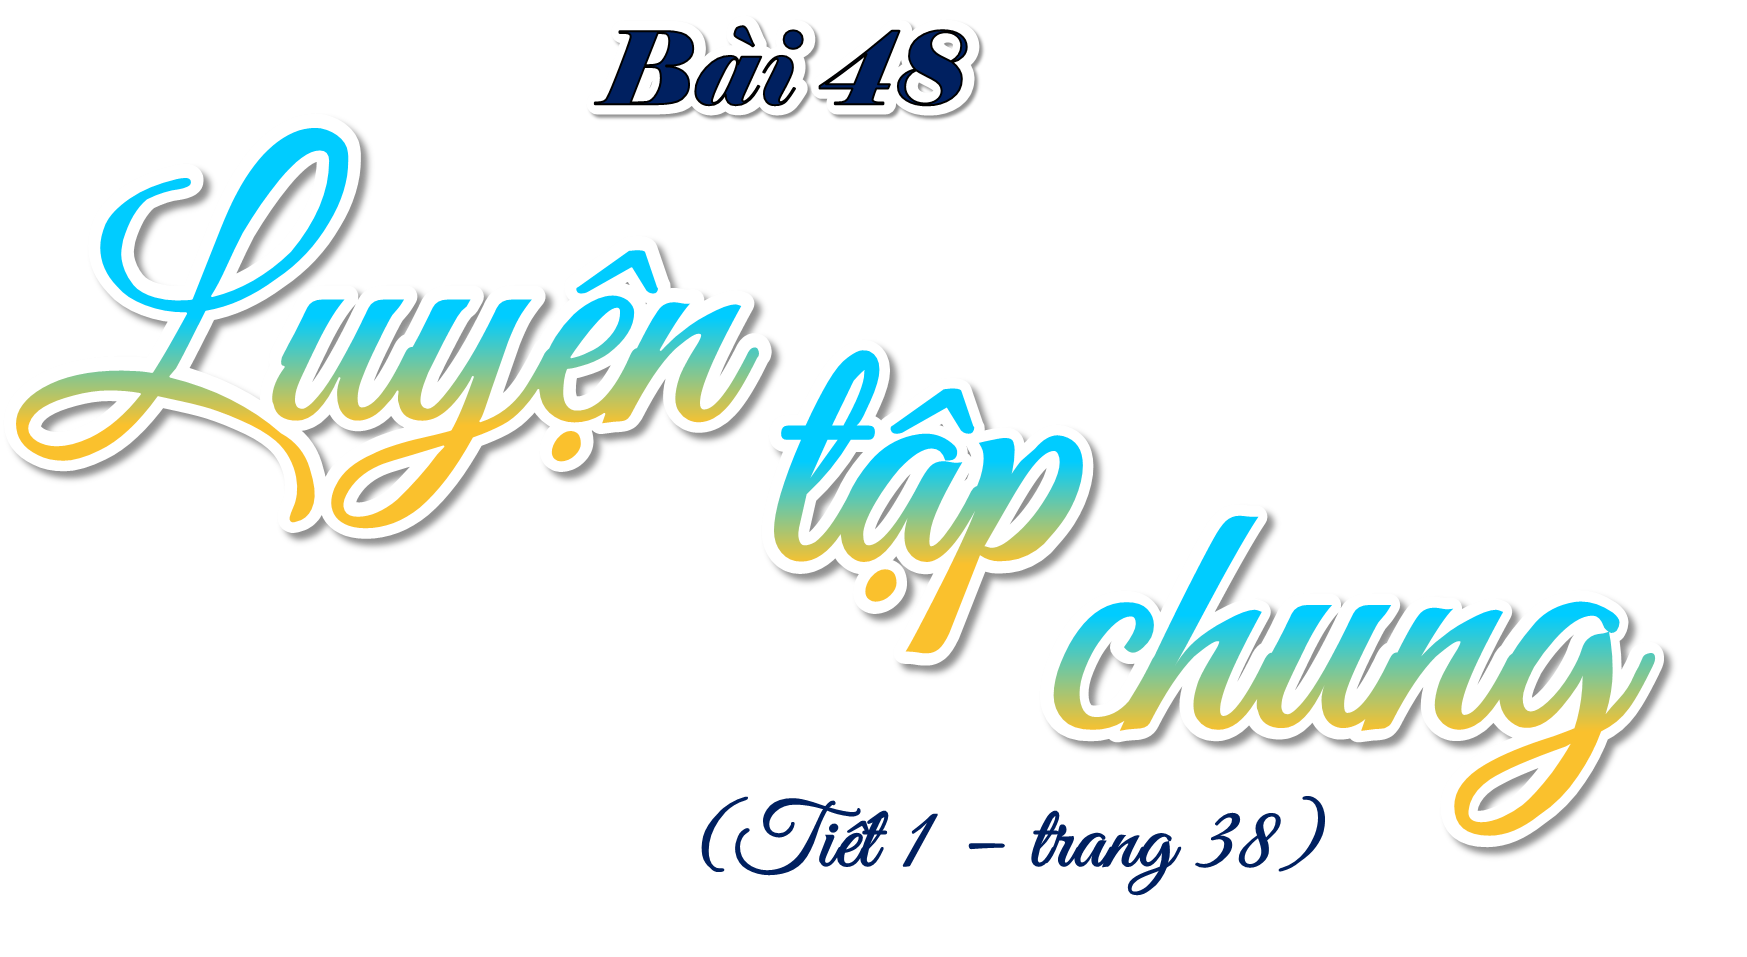 Bài 48
Luyện
tập
chung
(Tiết 1 – trang 38)